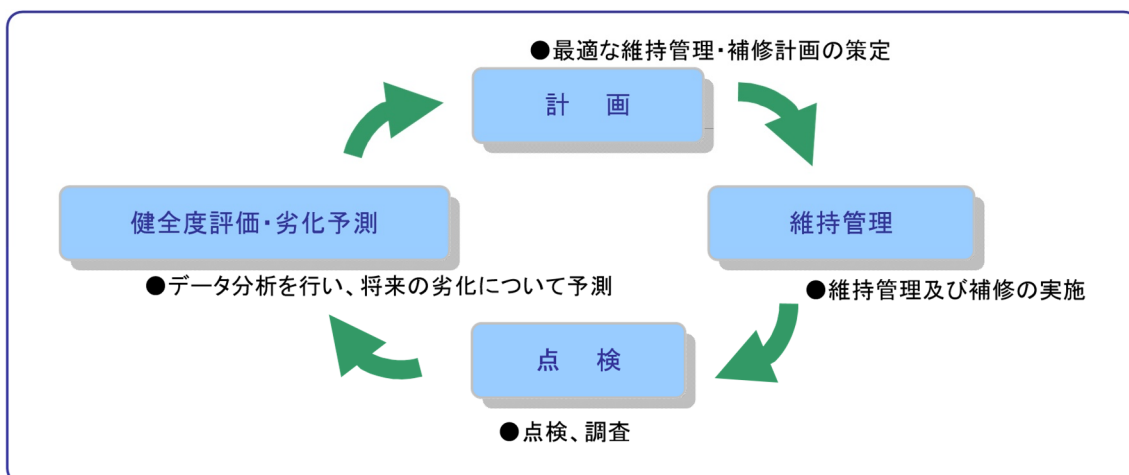 ●最適な維持管理・補修計画の策定
計 画
健全度評価・劣化予測
維持管理
●データ分析を行い、将来の劣化について予測
●維持管理及び補修の実施
点 検
●点検、調査